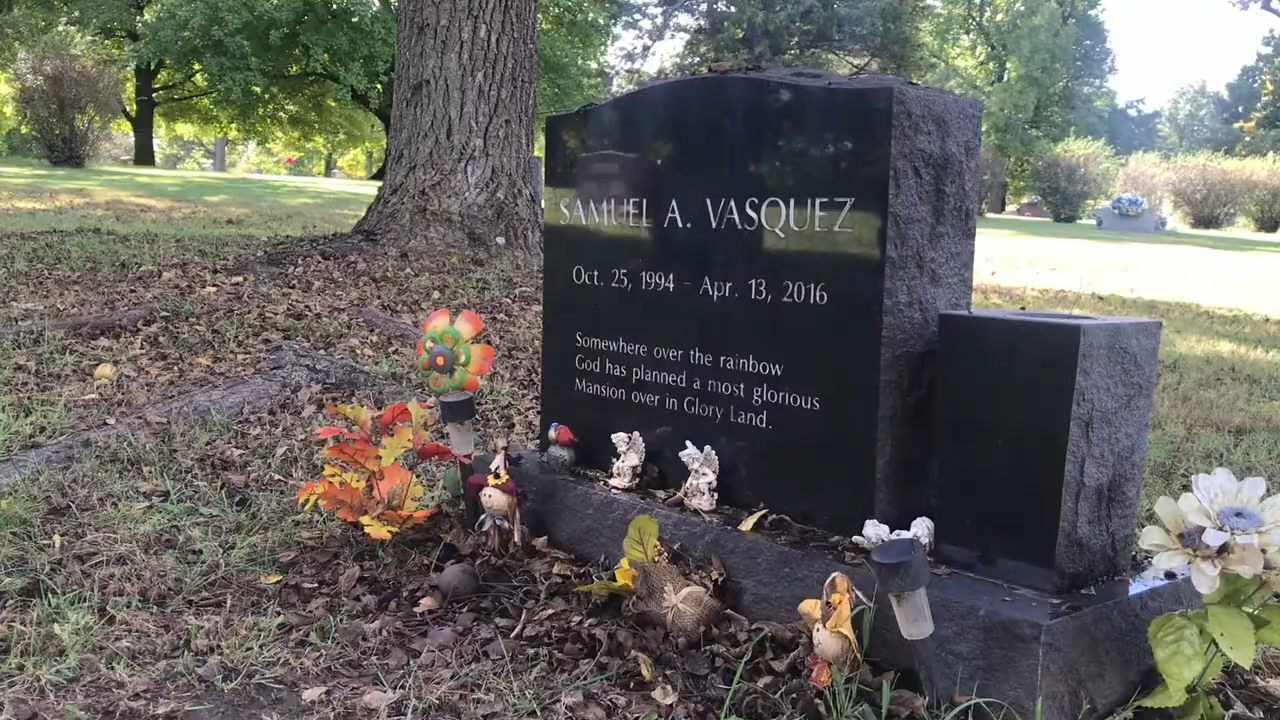 SAMUEL A. VASQUEZ
Oct. 25, 1994 - Apr. 13, 2016
Somewhere over the rainbow
God has planned a most glorious
Mansion over in Glory Land.